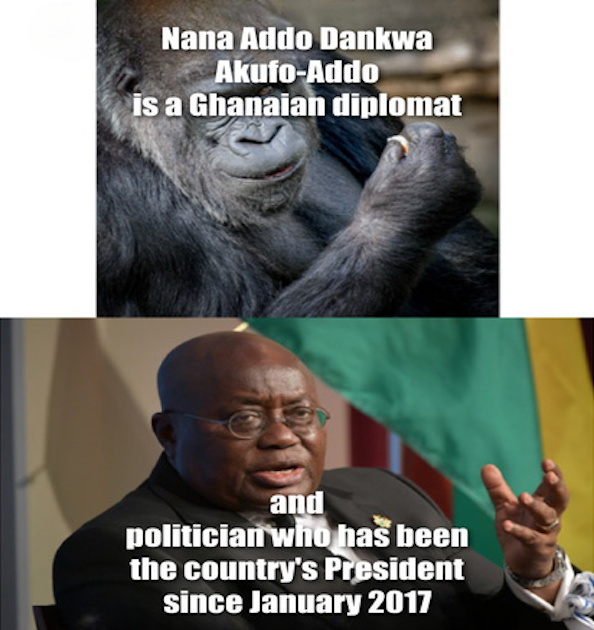 Nana Addo Dankwa
Akufo-Addo
is a Ghanaian diplomat
and
politician who has been
the country's President
since January 2017